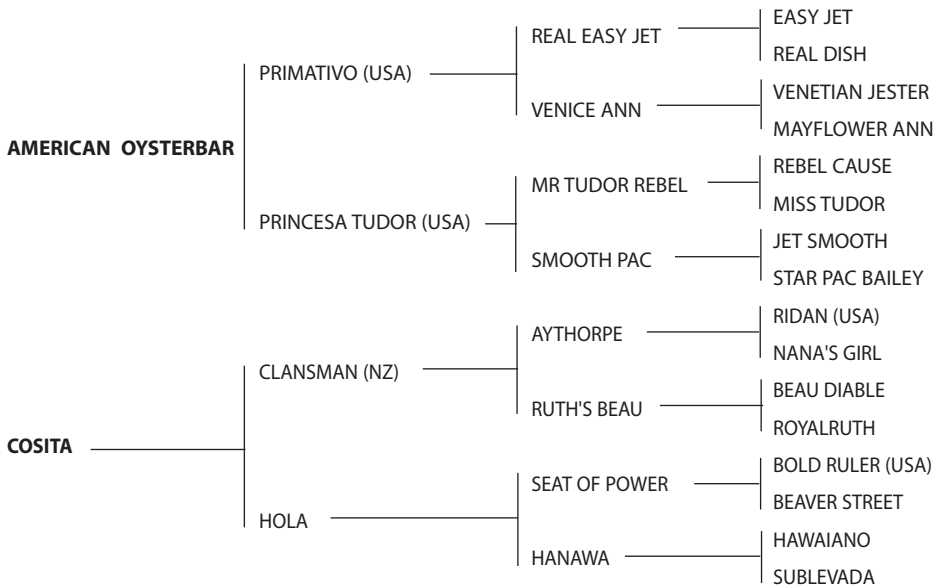 EASY JET
REAL EASY JET
REAL DISH
PRIMATIVO (USA)
VENETIAN JESTER
VENICE ANN
MAYFLOWER ANN
AMERICAN OYSTERBAR
REBEL CAUSE
MR TUDOR REBEL
MISS TUDOR
PRINCESA TUDOR (USA)
JET SMOOTH
SMOOTH PAC
STAR PAC BAILEY
RIDAN (USA)
AYTHORPE
NANA'S GIRL
CLANSMAN (NZ)
BEAU DIABLE
RUTH'S BEAU
ROYALRUTH
COSITA
BOLD RULER (USA)
SEAT OF POWER
BEAVER STREET
HOLA
HAWAIANO
HANAWA
SUBLEVADA